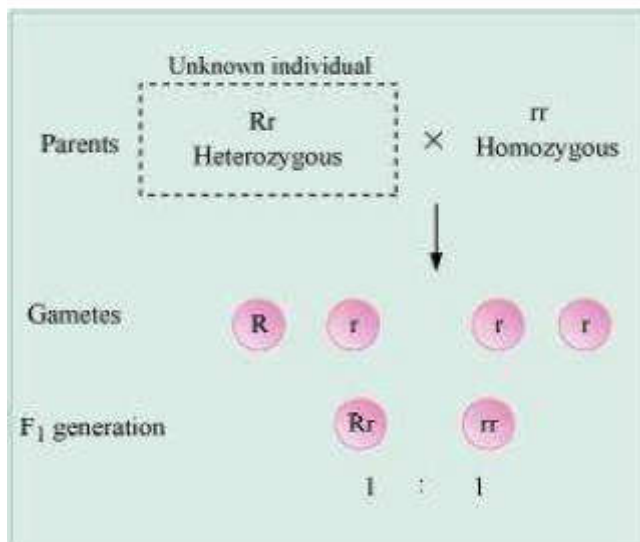 Unknown individual
Parents Rr × rr
Heterozygous Homozygous
Gametes R r r r
F₁ generation Rr rr
1 : 1